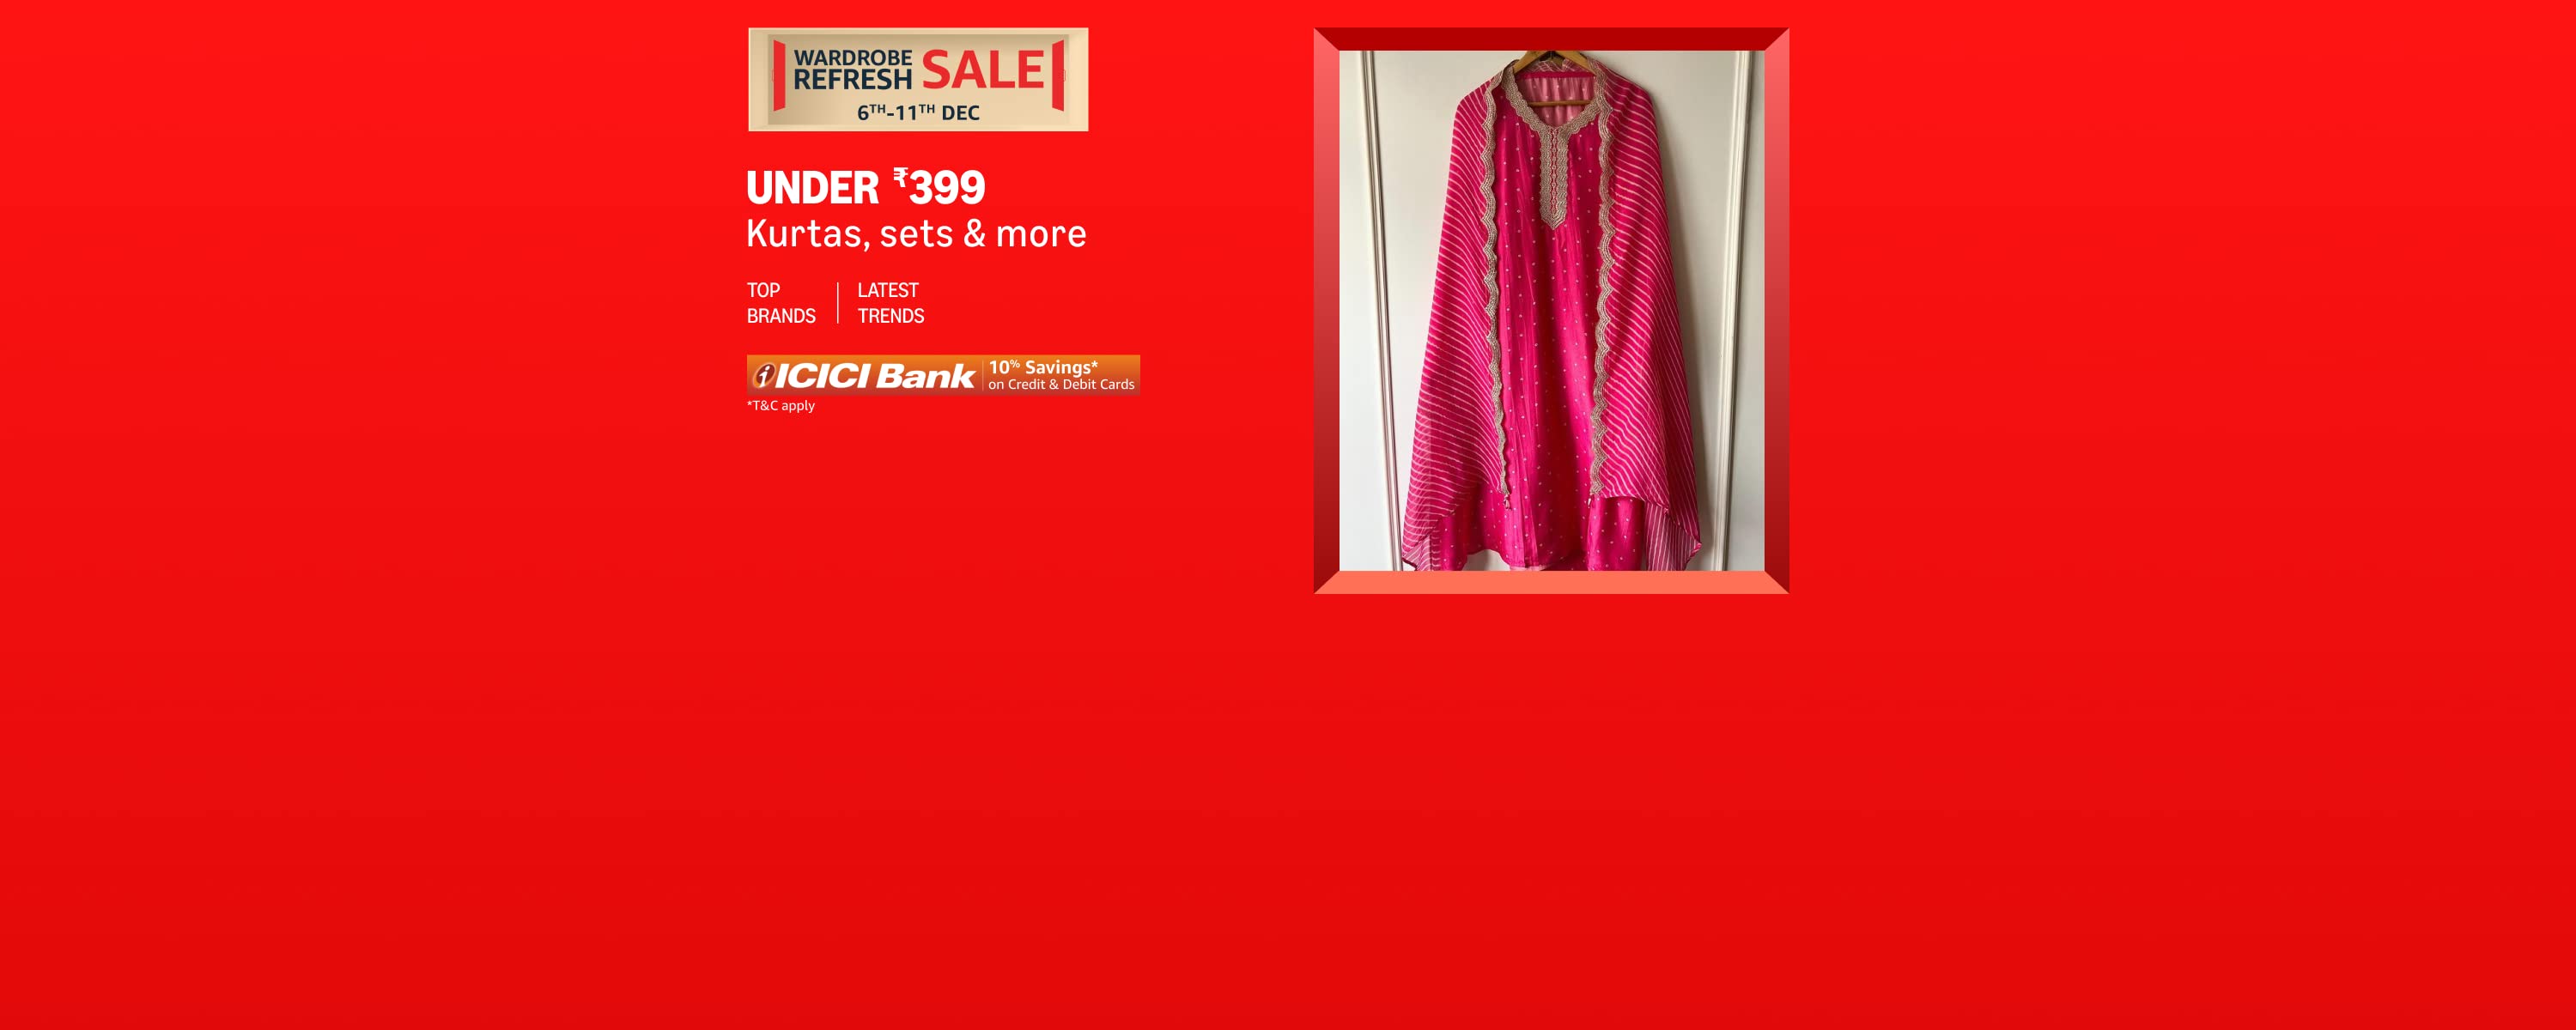 WARDROBE
REFRESH SALE
6TH-11TH DEC
UNDER ₹399
Kurtas, sets & more
TOP
BRANDS
LATEST
TRENDS
ICICI Bank
10% Savings*
on Credit & Debit Cards
*T&C apply